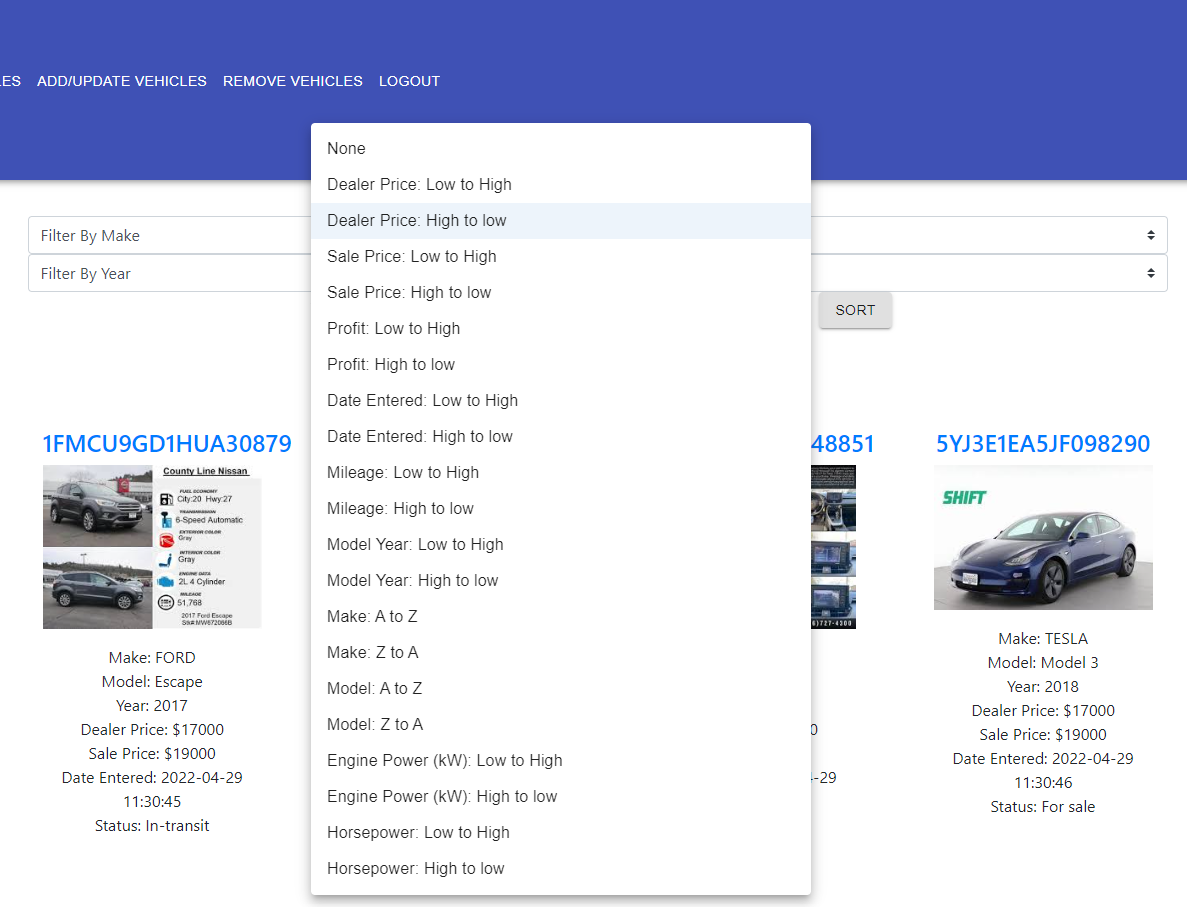 LES ADD/UPDATE VEHICLES REMOVE VEHICLES LOGOUT
None
Dealer Price: Low to High
Dealer Price: High to low
Sale Price: Low to High
Sale Price: High to low
Profit: Low to High
Profit: High to low
Date Entered: Low to High
Date Entered: High to low
Mileage: Low to High
Mileage: High to low
Model Year: Low to High
Model Year: High to low
Make: A to Z
Make: Z to A
Model: A to Z
Model: Z to A
Engine Power (kW): Low to High
Engine Power (kW): High to low
Horsepower: Low to High
Horsepower: High to low
Filter By Make
Filter By Year
SORT
1FMCU9GD1HUA30879
County Line Nissan
FUEL ECONOMY
City:20 Hwy:27
TRANSMISSION
6-Speed Automatic
EXTERIOR COLOR
Gray
INTERIOR COLOR
Gray
ENGINE DATA
2L 4 Cylinder
MILEAGE
51,768
2017 Ford Escape
Stk# MW672086B
Make: FORD
Model: Escape
Year: 2017
Dealer Price: $17000
Sale Price: $19000
Date Entered: 2022-04-29
11:30:45
Status: In-transit
48851
6)727-4300
0
-29
5YJ3E1EA5JF098290
SHIFT
Make: TESLA
Model: Model 3
Year: 2018
Dealer Price: $17000
Sale Price: $19000
Date Entered: 2022-04-29
11:30:46
Status: For sale